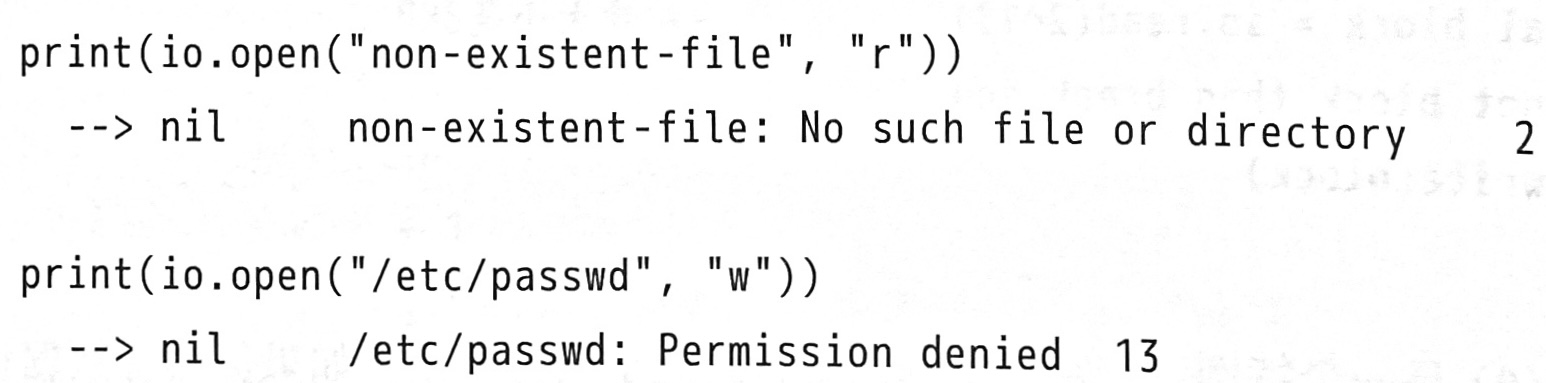 print(io.open("non-existent-file", "r"))
--> nil     non-existent-file: No such file or directory     2
print(io.open("/etc/passwd", "w"))
--> nil     /etc/passwd: Permission denied  13